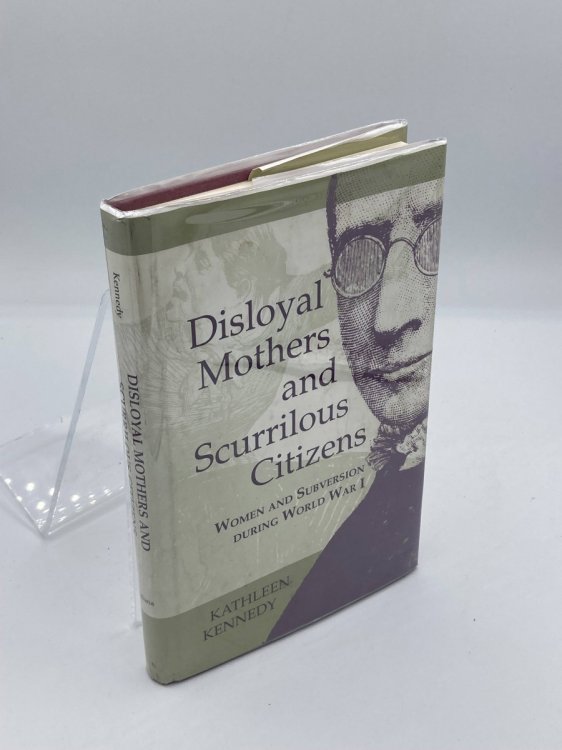 Disloyal
Mothers
and
Scurrilous
Citizens
WOMEN AND SUBVERSION
DURING WORLD WAR I
KATHLEEN
KENNEDY
Kennedy
DISLOYAL MOTHERS AND